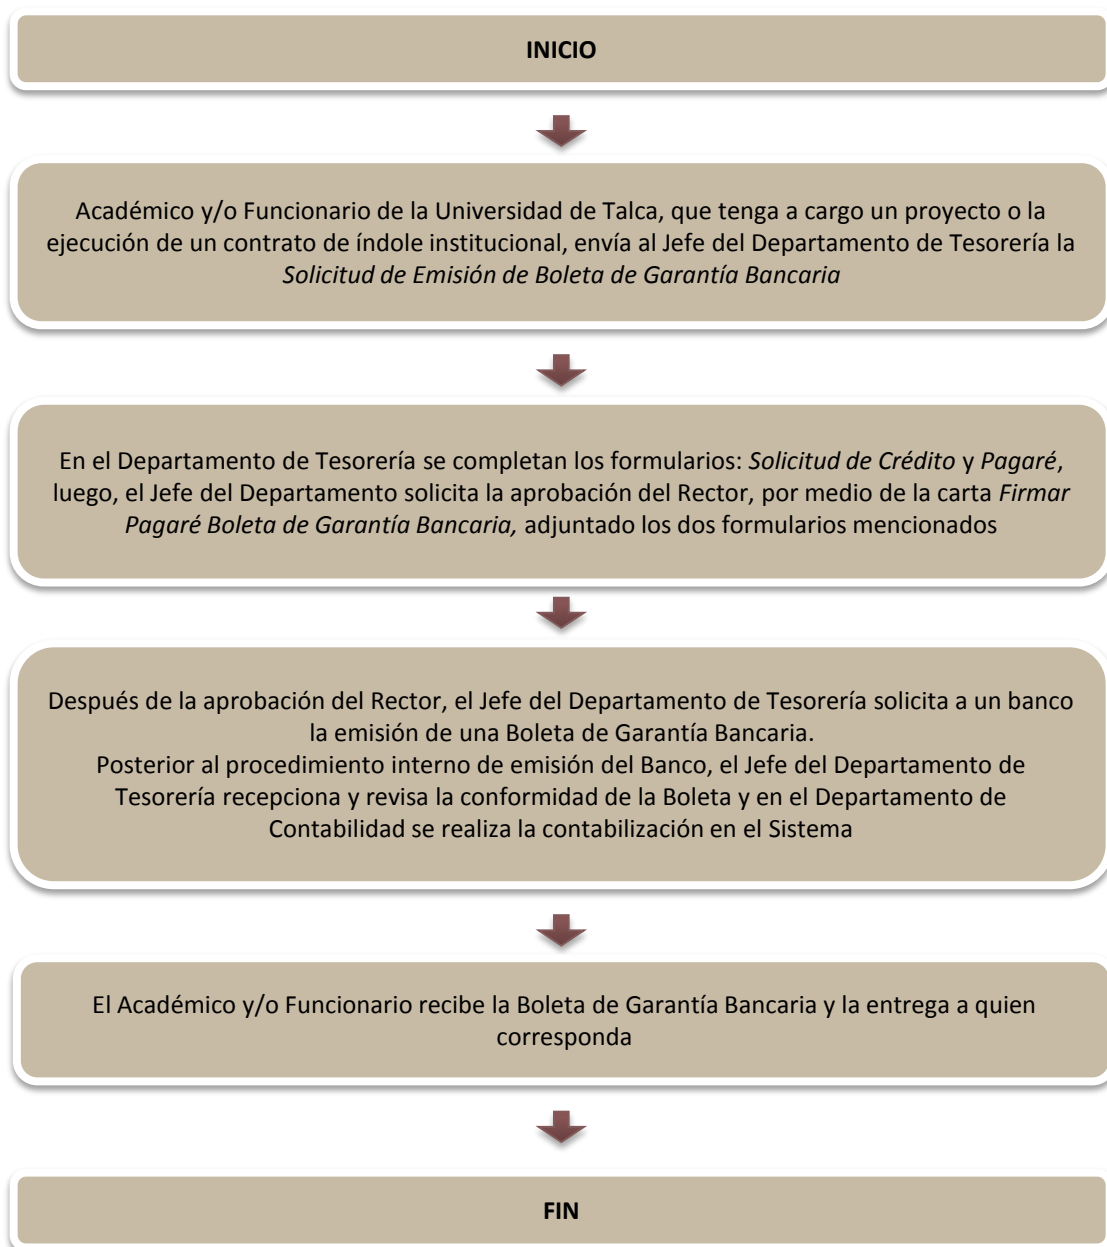 INICIO
Académico y/o Funcionario de la Universidad de Talca, que tenga a cargo un proyecto o la
ejecución de un contrato de índole institucional, envía al Jefe del Departamento de Tesorería la
Solicitud de Emisión de Boleta de Garantía Bancaria
En el Departamento de Tesorería se completan los formularios: Solicitud de Crédito y Pagaré,
luego, el Jefe del Departamento solicita la aprobación del Rector, por medio de la carta Firmar
Pagaré Boleta de Garantía Bancaria, adjuntado los dos formularios mencionados
Después de la aprobación del Rector, el Jefe del Departamento de Tesorería solicita a un banco
la emisión de una Boleta de Garantía Bancaria.
Posterior al procedimiento interno de emisión del Banco, el Jefe del Departamento de
Tesorería recepciona y revisa la conformidad de la Boleta y en el Departamento de
Contabilidad se realiza la contabilización en el Sistema
El Académico y/o Funcionario recibe la Boleta de Garantía Bancaria y la entrega a quien
corresponda
FIN